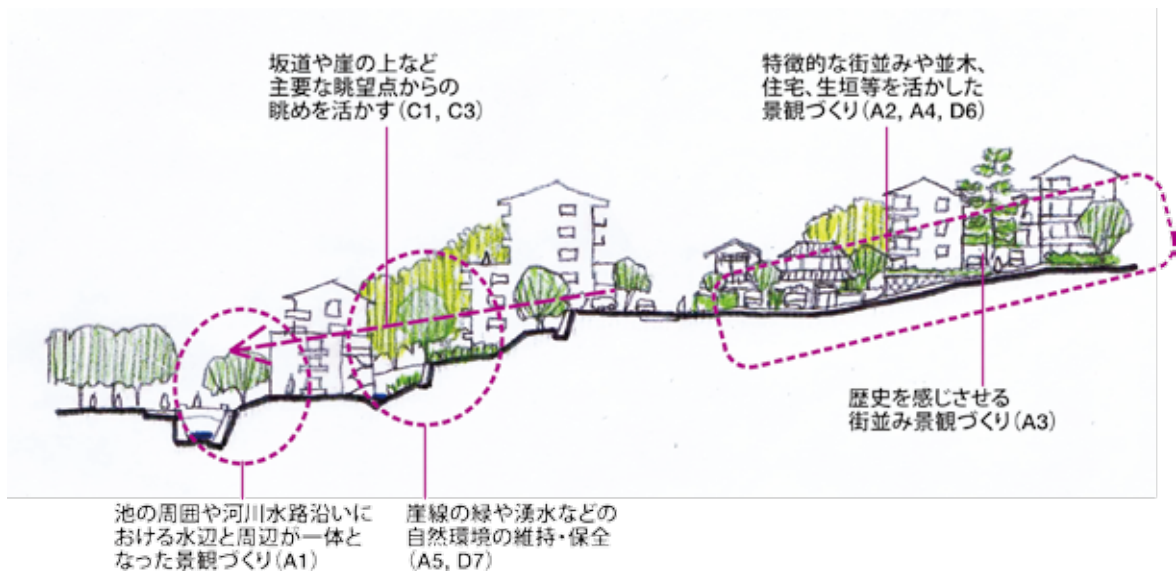 坂道や崖の上など
主要な眺望点からの
眺めを活かす(C1, C3)
特徴的な街並みや並木、
住宅、生垣等を活かした
景観づくり(A2, A4, D6)
歴史を感じさせる
街並み景観づくり(A3)
池の周囲や河川水路沿いに
おける水辺と周辺が一体と
なった景観づくり(A1)
崖線の緑や湧水などの
自然環境の維持・保全
(A5, D7)